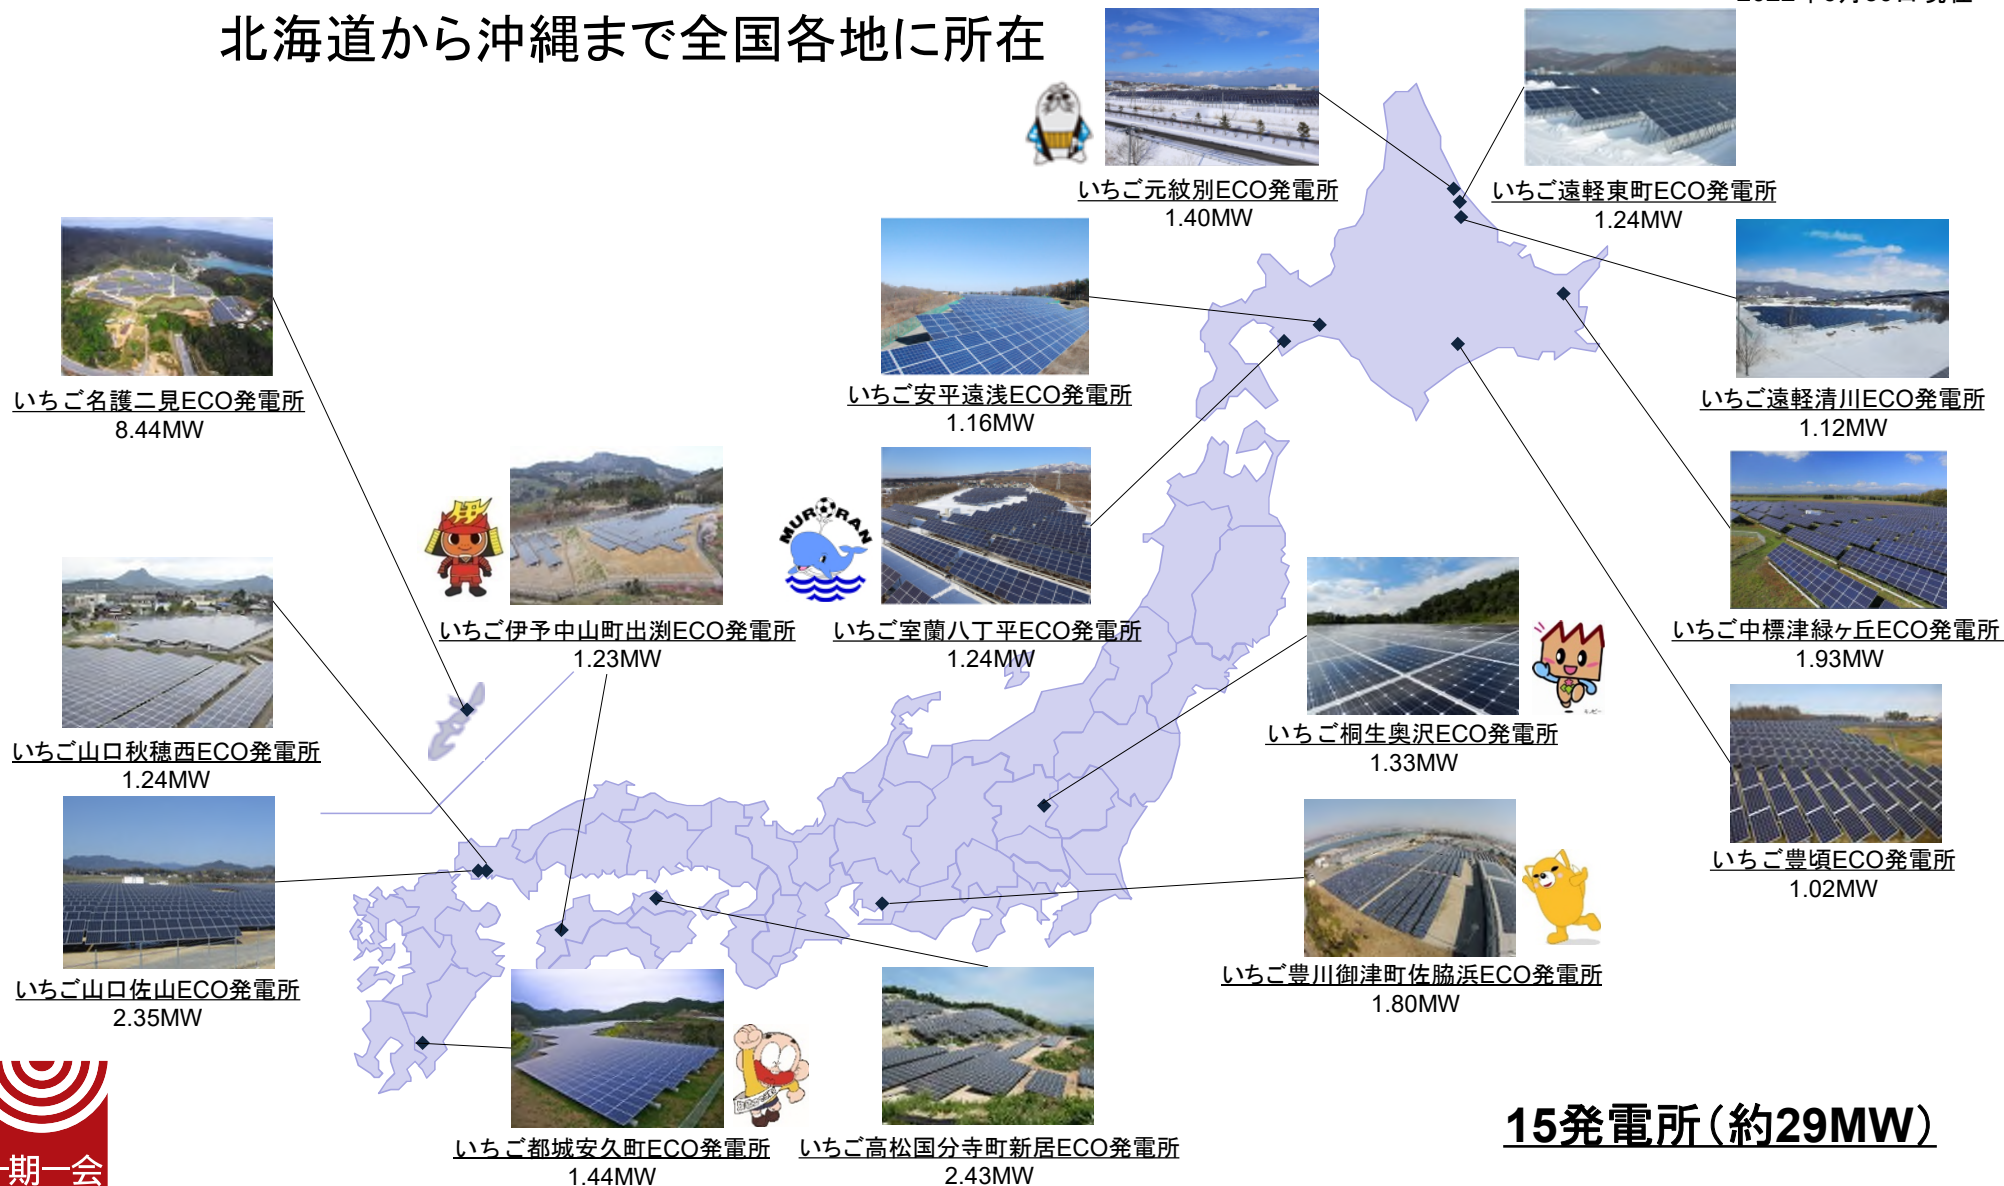 北海道から沖縄まで全国各地に所在
いちご元紋別ECO発電所
1.40MW
いちご遠軽東町ECO発電所
1.24MW
いちご名護二見ECO発電所
8.44MW
いちご安平遠浅ECO発電所
1.16MW
いちご遠軽清川ECO発電所
1.12MW
いちご伊予中山町出渕ECO発電所
1.23MW
MURORAN
いちご室蘭八丁平ECO発電所
1.24MW
いちご中標津緑ヶ丘ECO発電所
1.93MW
いちご山口秋穂西ECO発電所
1.24MW
いちご桐生奥沢ECO発電所
1.33MW
いちご豊頃ECO発電所
1.02MW
いちご山口佐山ECO発電所
2.35MW
いちご豊川御津町佐脇浜ECO発電所
1.80MW
いちご都城安久町ECO発電所
1.44MW
いちご高松国分寺町新居ECO発電所
2.43MW
15発電所（約29MW）
一期一会